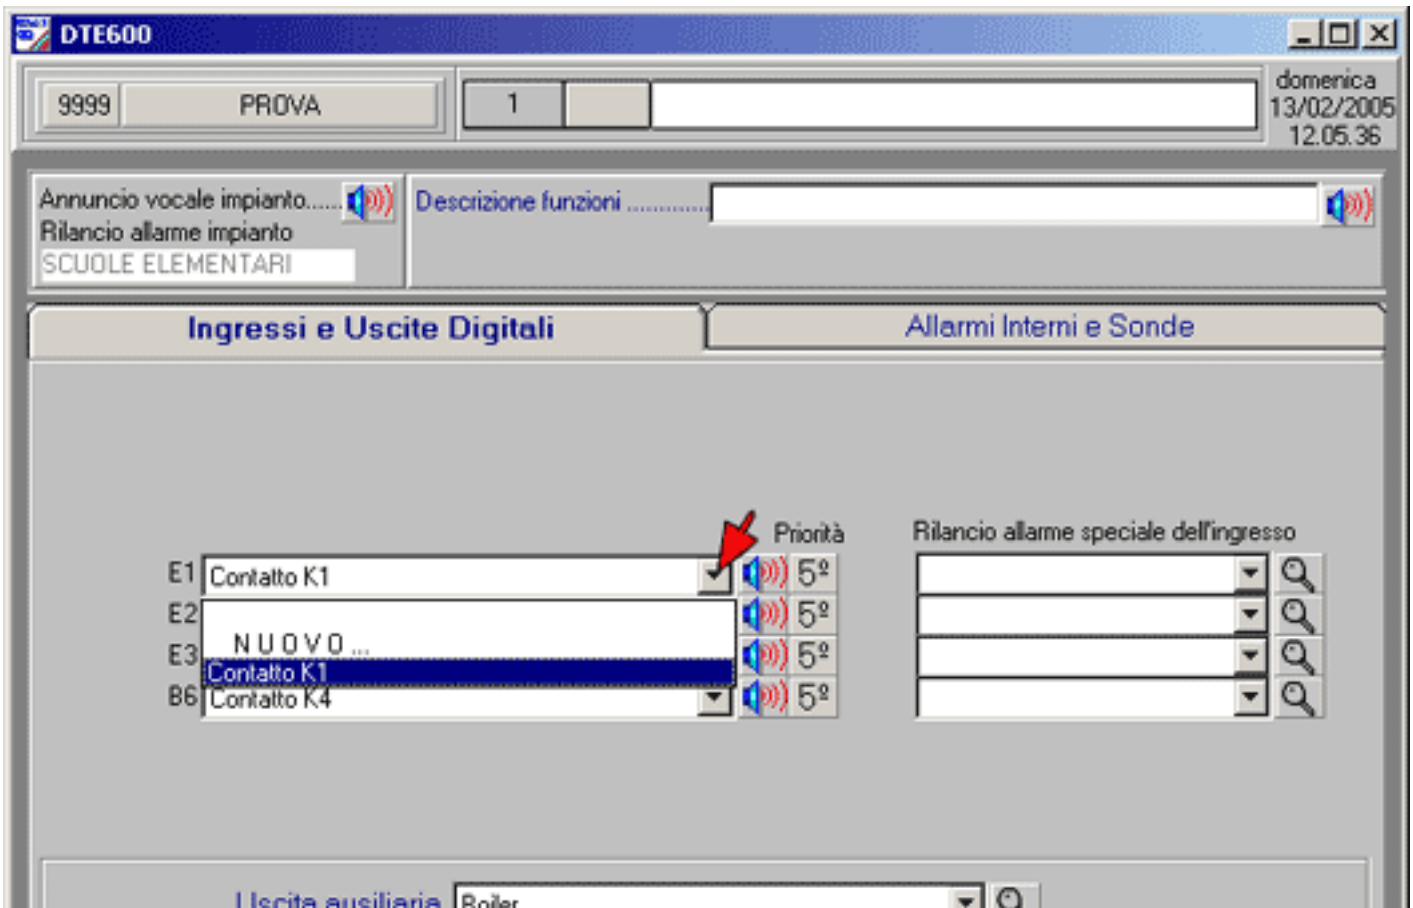 DTE600
9999 PROVA 1
domenica
13/02/2005
12.05.36
Annuncio vocale impianto......
Rilancio allarme impianto
SCUOLE ELEMENTARI
Descrizione funzioni .............
Ingressi e Uscite Digitali
Allarmi Interni e Sonde
Priorità
Rilancio allarme speciale dell'ingresso
E1 Contatto K1 5º
E2 5º
N U O V O ...
E3 5º
Contatto K1
B6 Contatto K4 5º
Uscita ausiliaria Boiler